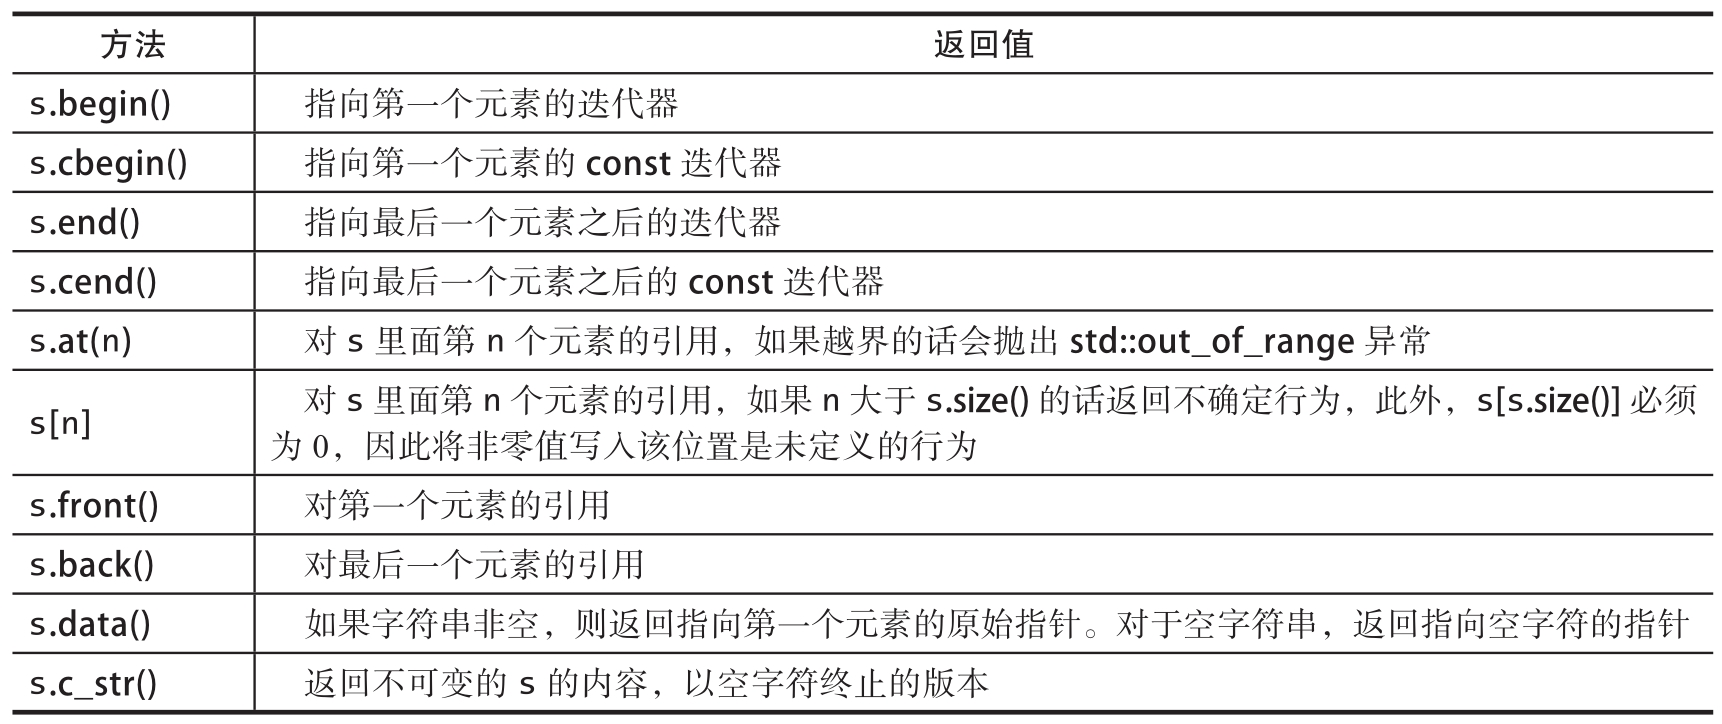 方法 返回值
s.begin() 指向第一个元素的迭代器
s.cbegin() 指向第一个元素的 const 迭代器
s.end() 指向最后一个元素之后的迭代器
s.cend() 指向最后一个元素之后的 const 迭代器
s.at(n) 对 s 里面第 n 个元素的引用，如果越界的话会抛出 std::out_of_range 异常
s[n] 对 s 里面第 n 个元素的引用，如果 n 大于 s.size() 的话返回不确定行为，此外，s[s.size()] 必须
为 0，因此将非零值写入该位置是未定义的行为
s.front() 对第一个元素的引用
s.back() 对最后一个元素的引用
s.data() 如果字符串非空，则返回指向第一个元素的原始指针。对于空字符串，返回指向空字符的指针
s.c_str() 返回不可变的 s 的内容，以空字符终止的版本